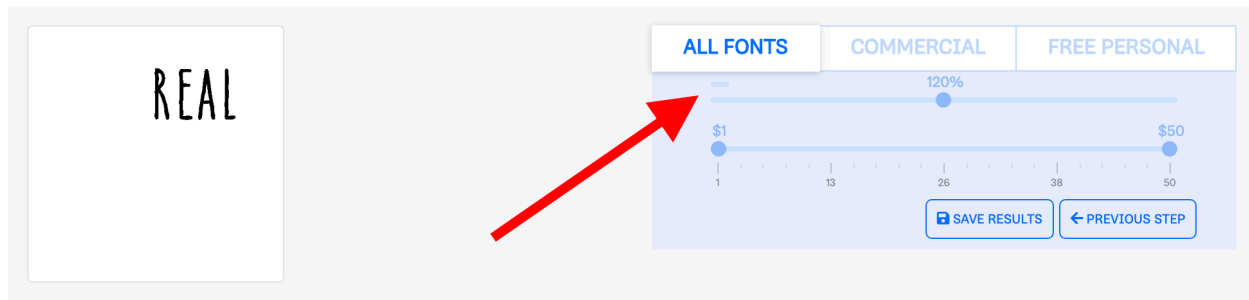 REAL
ALL FONTS COMMERCIAL FREE PERSONAL
120%
$1 $50
1 13 26 38 50
SAVE RESULTS PREVIOUS STEP